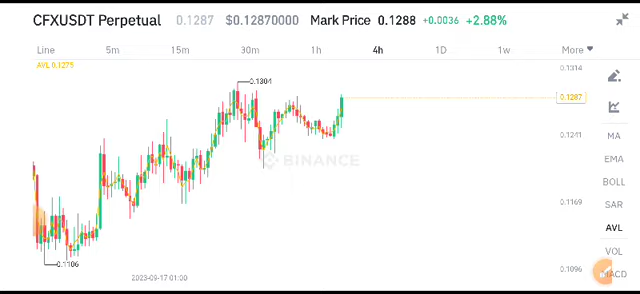 CFXUSDT Perpetual 0.1287 $0.12870000 Mark Price 0.1288 +0.0036 +2.88%
Line 5m 15m 30m 1h 4h 1D 1w More
AVL 0.1275
0.1314
0.1304
0.1287
0.1241
MA
BINANCE
EMA
BOLL
0.1169
SAR
AVL
VOL
0.1106
0.1096
MACD
2023-09-17 01:00